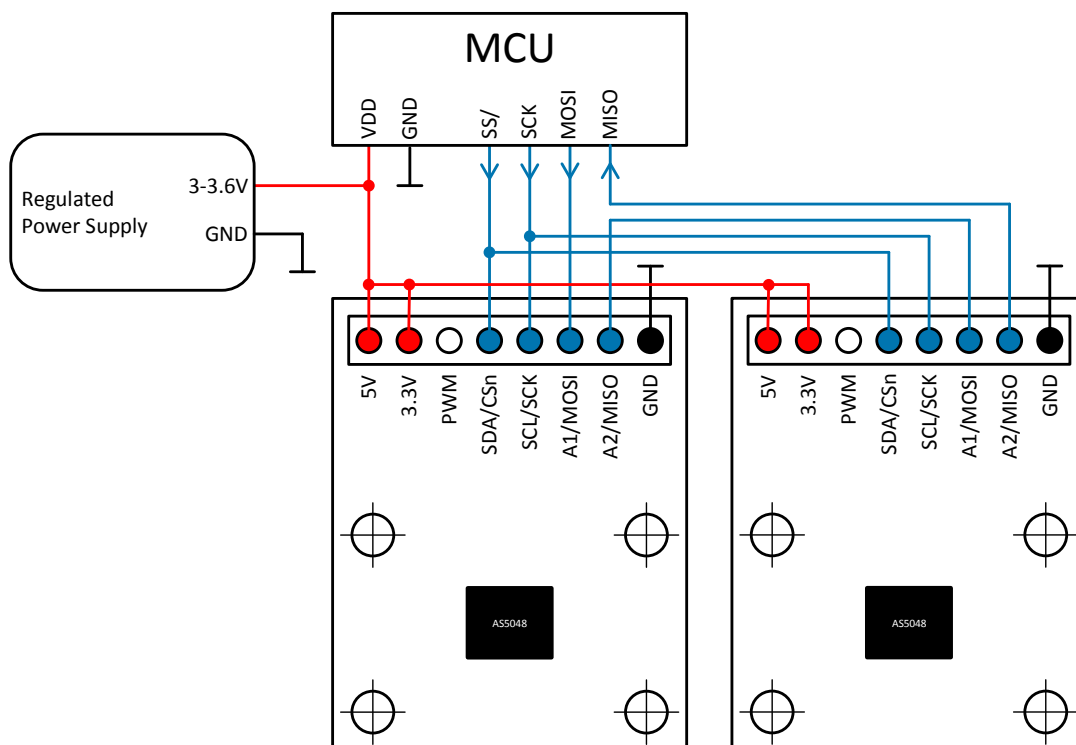 MCU
VDD
GND
SS/
SCK
MOSI
MISO
Regulated
Power Supply
3-3.6V
GND
5V
3.3V
PWM
SDA/CSn
SCL/SCK
A1/MOSI
A2/MISO
GND
5V
3.3V
PWM
SDA/CSn
SCL/SCK
A1/MOSI
A2/MISO
GND
AS5048
AS5048